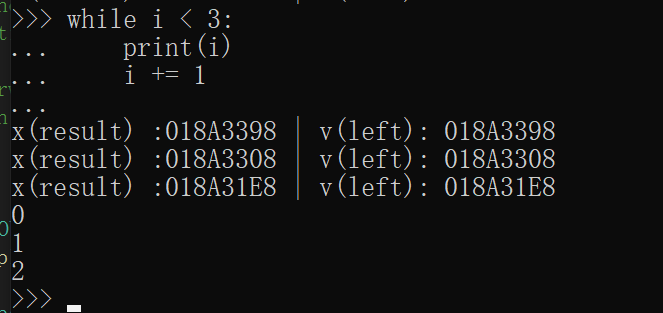 >>> while i < 3:
...     print(i)
...     i += 1
...
x(result) :018A3398 | v(left): 018A3398
x(result) :018A3308 | v(left): 018A3308
x(result) :018A31E8 | v(left): 018A31E8
0
1
2
>>>